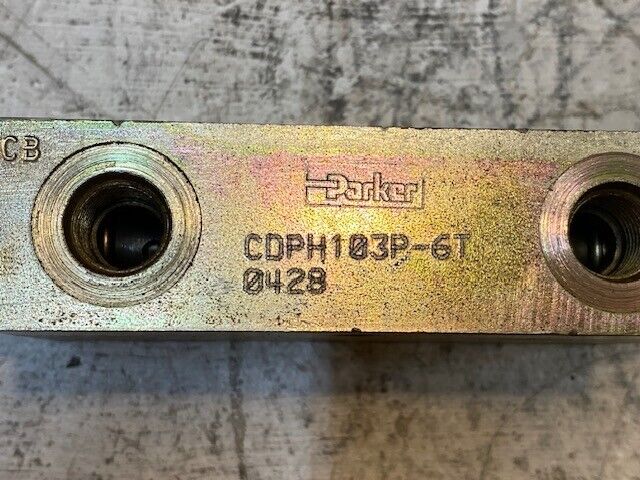 CB
Parker
CDPH103P-6T
0428